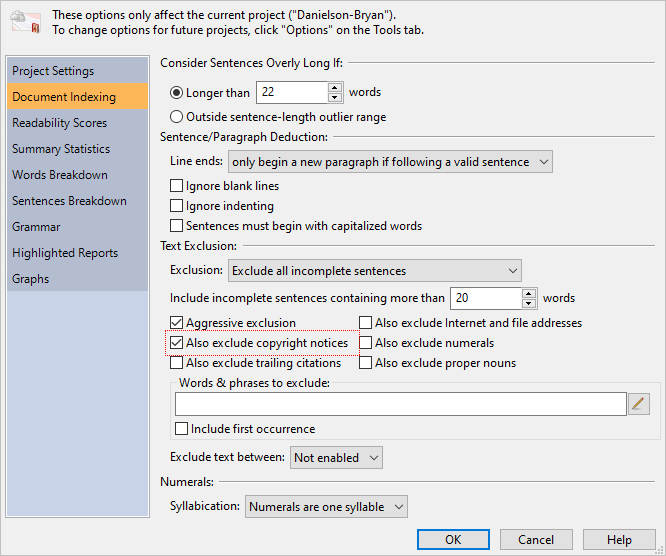 These options only affect the current project ("Danielson-Bryan").
To change options for future projects, click "Options" on the Tools tab.
Project Settings
Document Indexing
Readability Scores
Summary Statistics
Words Breakdown
Sentences Breakdown
Grammar
Highlighted Reports
Graphs
Consider Sentences Overly Long If:
Longer than 22 words
Outside sentence-length outlier range
Sentence/Paragraph Deduction:
Line ends: only begin a new paragraph if following a valid sentence
Ignore blank lines
Ignore indenting
Sentences must begin with capitalized words
Text Exclusion:
Exclusion: Exclude all incomplete sentences
Include incomplete sentences containing more than 20 words
Aggressive exclusion Also exclude Internet and file addresses
Also exclude copyright notices Also exclude numerals
Also exclude trailing citations Also exclude proper nouns
Words & phrases to exclude:
Include first occurrence
Exclude text between: Not enabled
Numerals:
Syllabication: Numerals are one syllable
OK Cancel Help